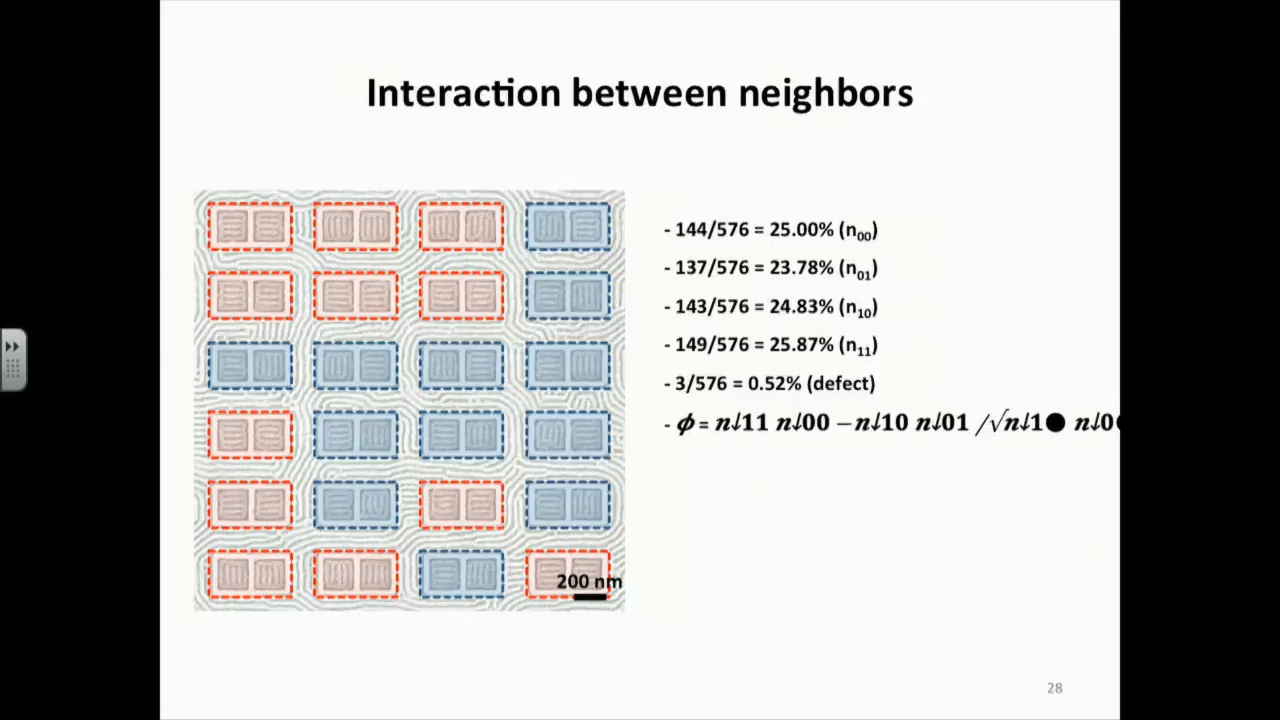 Interaction between neighbors
- 144/576 = 25.00% (n00)
- 137/576 = 23.78% (n01)
- 143/576 = 24.83% (n10)
- 149/576 = 25.87% (n11)
- 3/576 = 0.52% (defect)
- ϕ = n↓11 n↓00 −n↓10 n↓01 /√n↓1● n↓0
200 nm
28